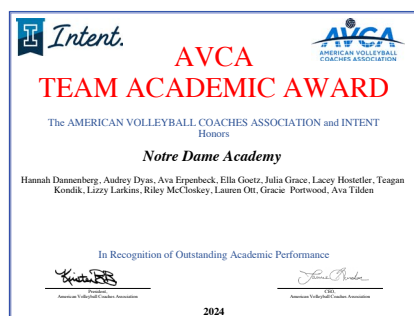 Intent.
AVCA
AMERICAN VOLLEYBALL
COACHES ASSOCIATION
AVCA
TEAM ACADEMIC AWARD
The AMERICAN VOLLEYBALL COACHES ASSOCIATION and INTENT
Honors
Notre Dame Academy
Hannah Dannenberg, Audrey Dyas, Ava Erpenbeck, Ella Goetz, Julia Grace, Lacey Hostetler, Teagan
Kondik, Lizzy Larkins, Riley McCloskey, Lauren Ott, Gracie Portwood, Ava Tilden
In Recognition of Outstanding Academic Performance
President,
American Volleyball Coaches Association
CEO,
American Volleyball Coaches Association
2024